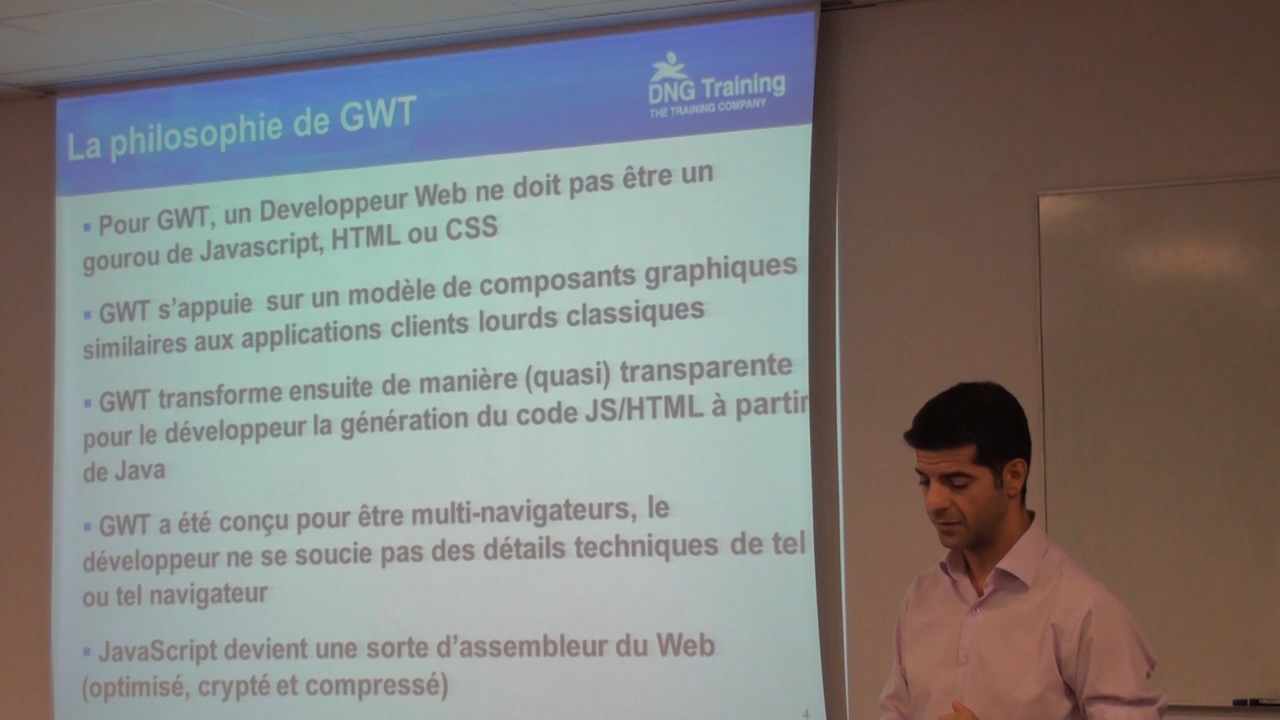 La philosophie de GWT
DNG Training
THE TRAINING COMPANY
▪ Pour GWT, un Developpeur Web ne doit pas être un
gourou de Javascript, HTML ou CSS
▪ GWT s'appuie sur un modèle de composants graphiques
similaires aux applications clients lourds classiques
▪ GWT transforme ensuite de manière (quasi) transparente
pour le développeur la génération du code JS/HTML à partir
de Java
▪ GWT a été conçu pour être multi-navigateurs, le
développeur ne se soucie pas des détails techniques de tel
ou tel navigateur
▪ JavaScript devient une sorte d'assembleur du Web
(optimisé, crypté et compressé)
4